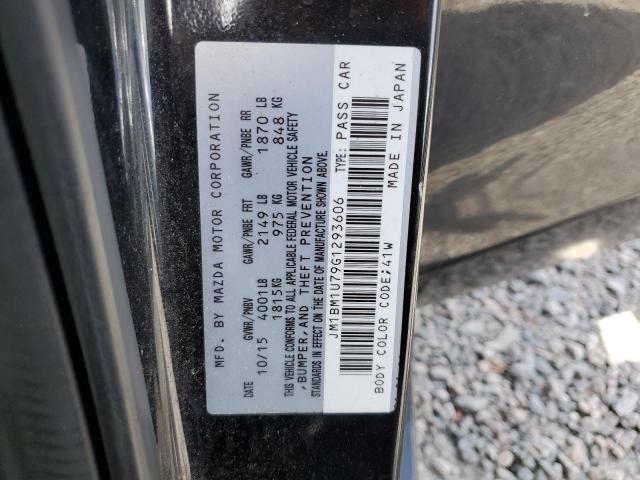 MFD. BY MAZDA MOTOR CORPORATION
DATE GVWR/PNBV GAWR/PNBE FRT GAWR/PNBE RR
10/15 4001LB 2149 LB 1870 LB
1815KG 975 KG 848 KG
THIS VEHICLE CONFORMS TO ALL APPLICABLE FEDERAL MOTOR VEHICLE SAFETY
,BUMPER,AND THEFT PREVENTION
STANDARDS IN EFFECT ON THE DATE OF MANUFACTURE SHOWN ABOVE.
JM1BM1U79G1293606 TYPE: PASS CAR
BODY COLOR CODE;41W MADE IN JAPAN